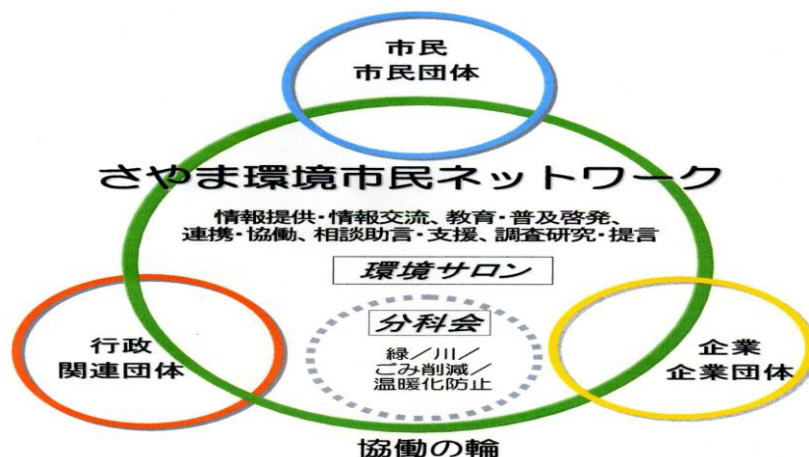 市民
市民団体
さやま環境市民ネットワーク
情報提供・情報交流、教育・普及啓発、
連携・協働、相談助言・支援、調査研究・提言
環境サロン
分科会
緑／川／
ごみ削減／
温暖化防止
行政
関連団体
企業
企業団体
協働の輪